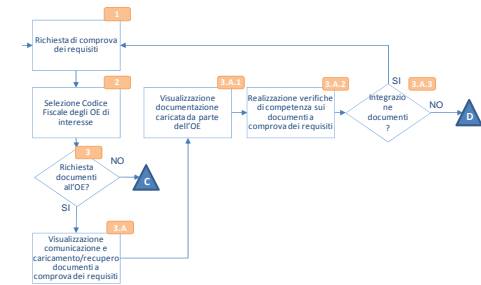 1
Richiesta di comprova
dei requisiti
2
Selezione Codice
Fiscale degli OE di
interesse
3
Richiesta
documenti
all'OE?
NO
C
SI
3.A
Visualizzazione
comunicazione e
caricamento/recupero
documenti a
comprova dei requisiti
3.A.1
Visualizzazione
documentazione
caricata da parte
dell'OE
3.A.2
Realizzazione verifiche
di competenza sui
documenti a
comprova dei requisiti
SI
3.A.3
Integrazio
ne
documenti
?
NO
D